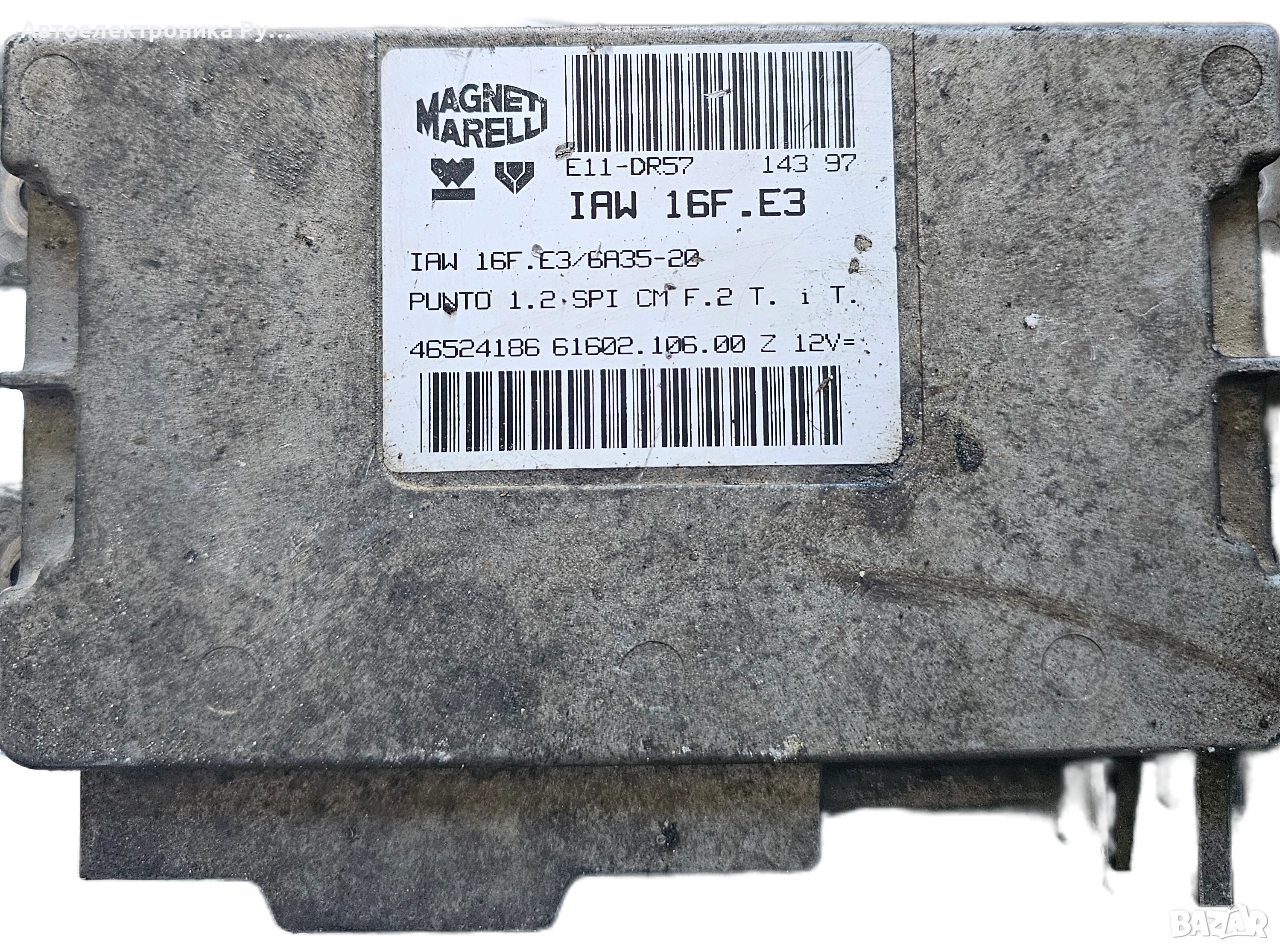 Автоелектроника Ру...
MAGNETI
MARELLI
E11-DR57 143 97
IAW 16F.E3
IAW 16F.E3/6A35-20
PUNTO 1.2 SPI CM F.2 T. i T.
46524186 61602.106.00 Z 12V=
BAZAR